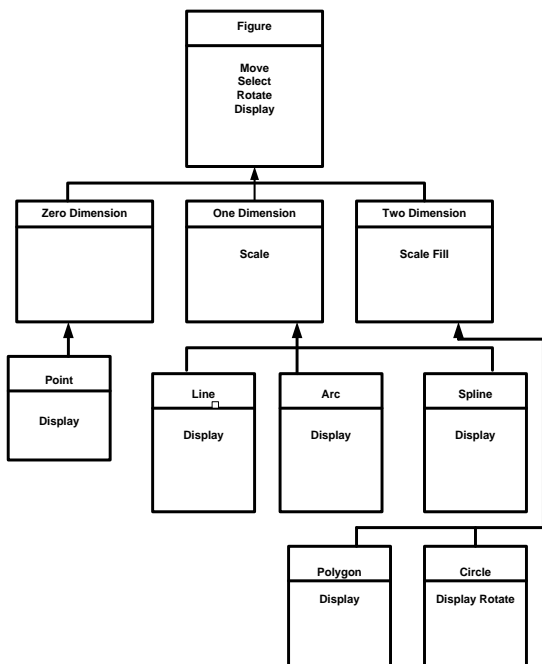 Figure
Move
Select
Rotate
Display
Zero Dimension
One Dimension
Scale
Two Dimension
Scale Fill
Point
Display
Line
Display
Arc
Display
Spline
Display
Polygon
Display
Circle
Display Rotate